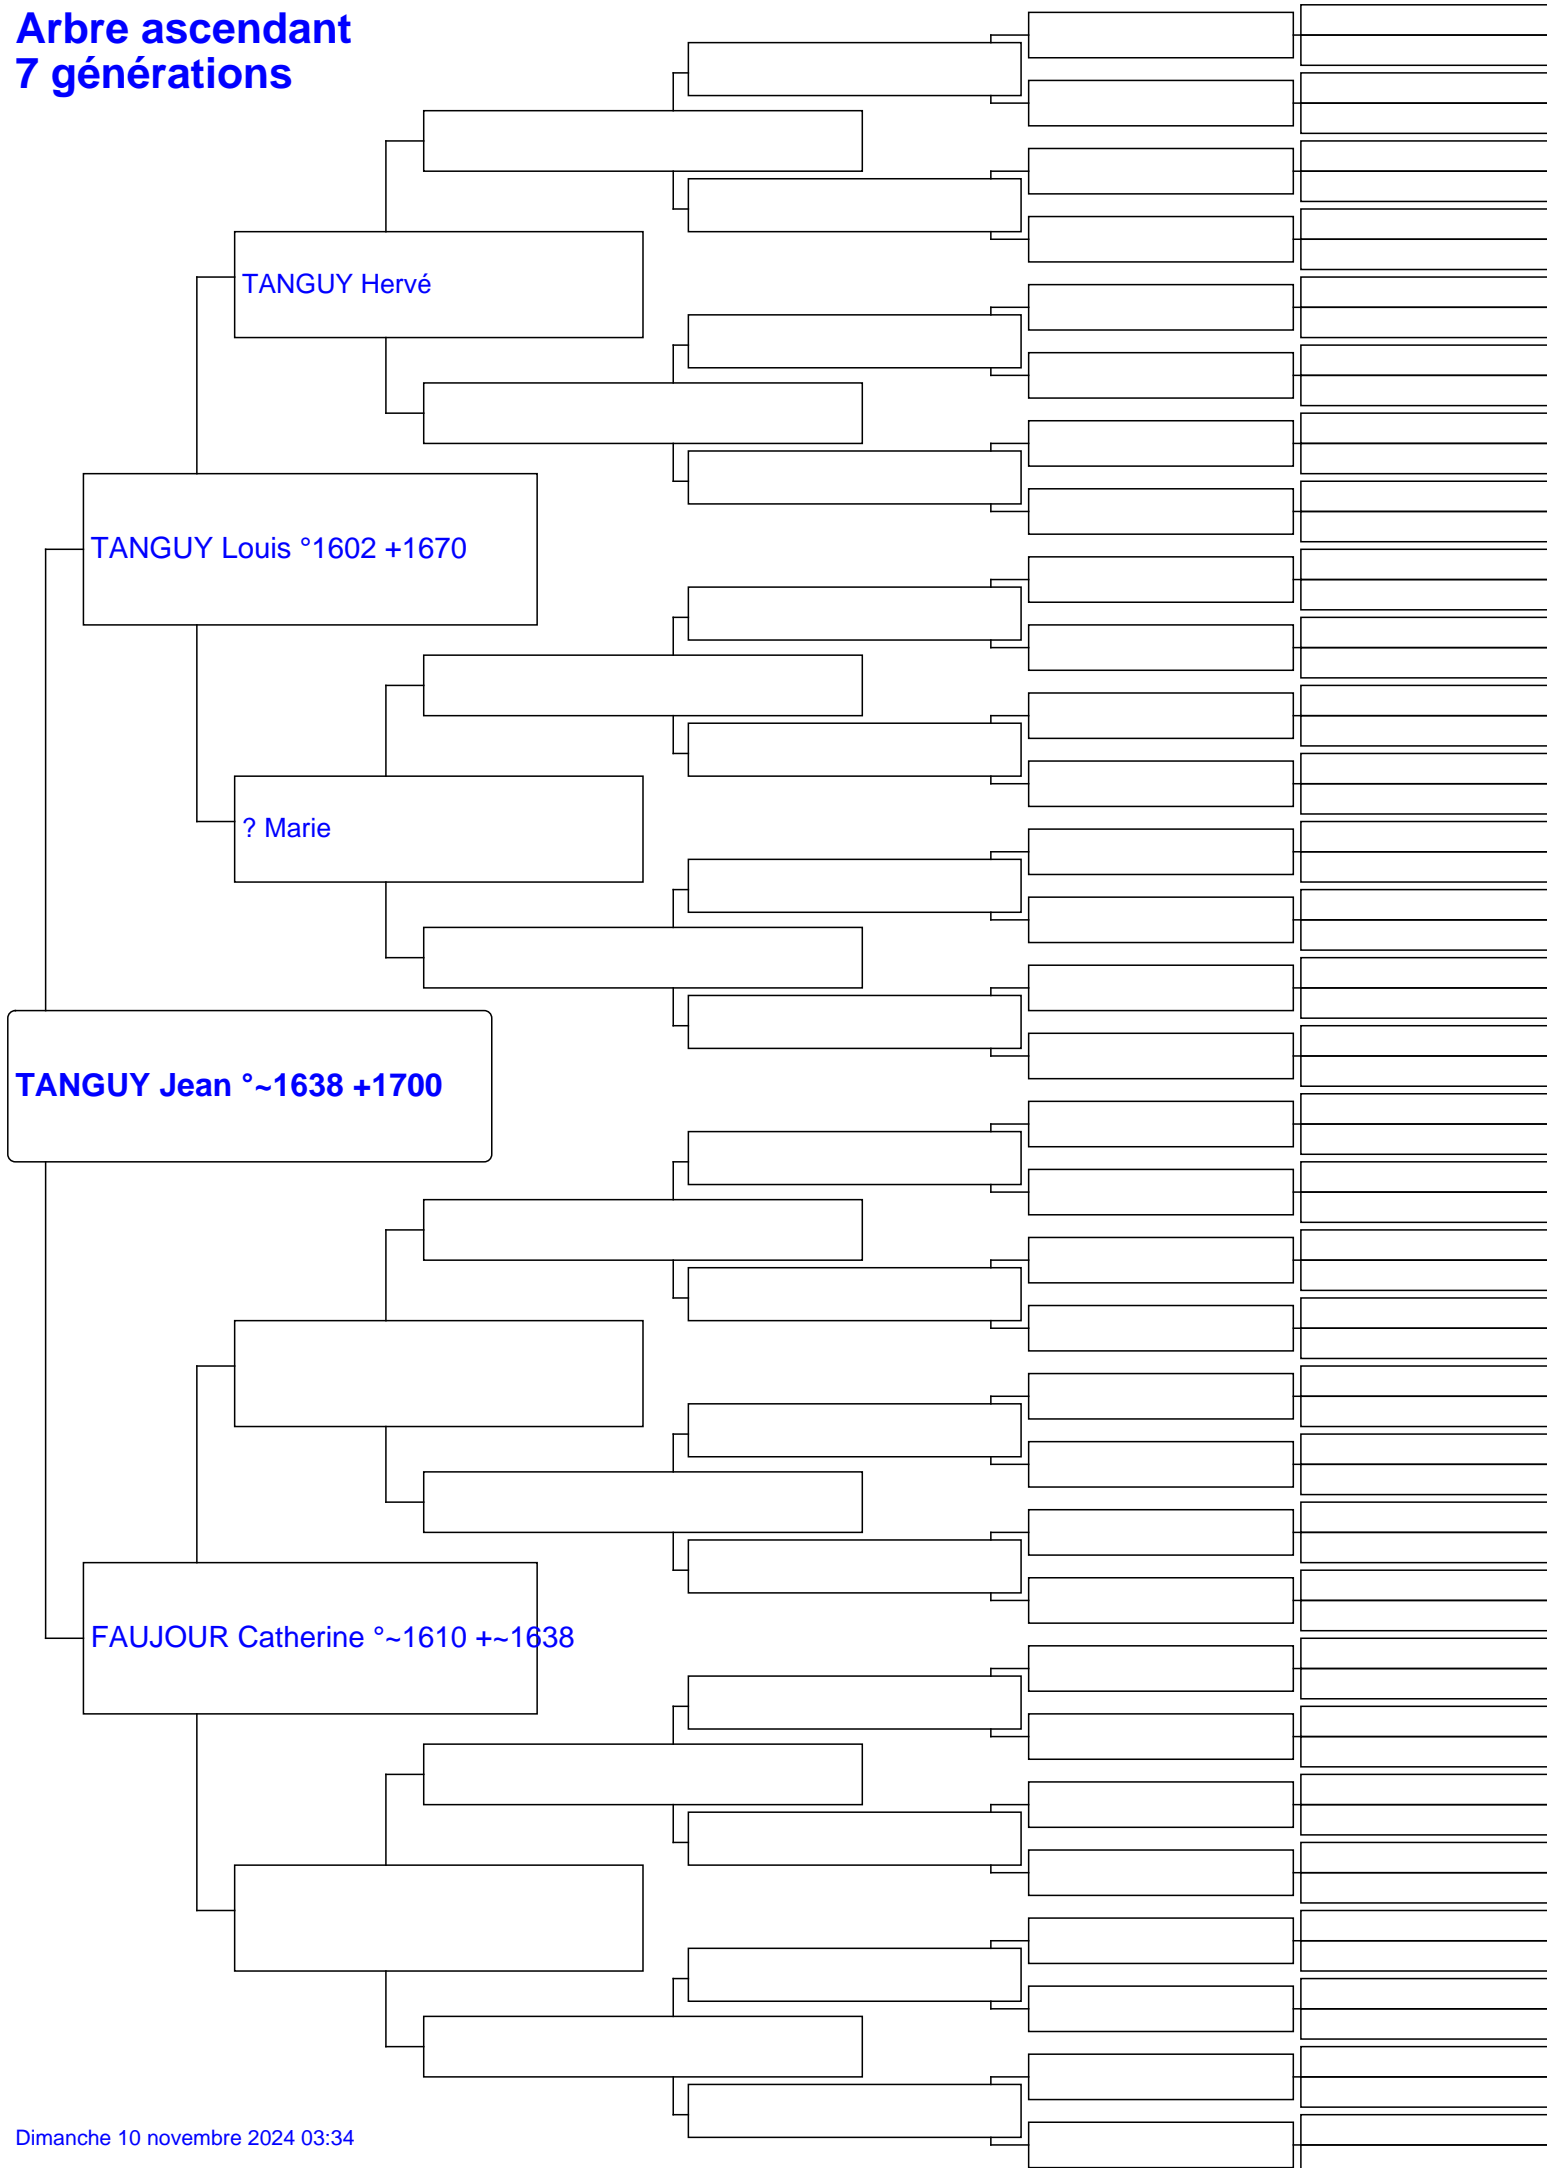 Arbre ascendant
7 générations
TANGUY Hervé
TANGUY Louis °1602 +1670
? Marie
TANGUY Jean °~1638 +1700
FAUJOUR Catherine °~1610 +~1638
Dimanche 10 novembre 2024 03:34